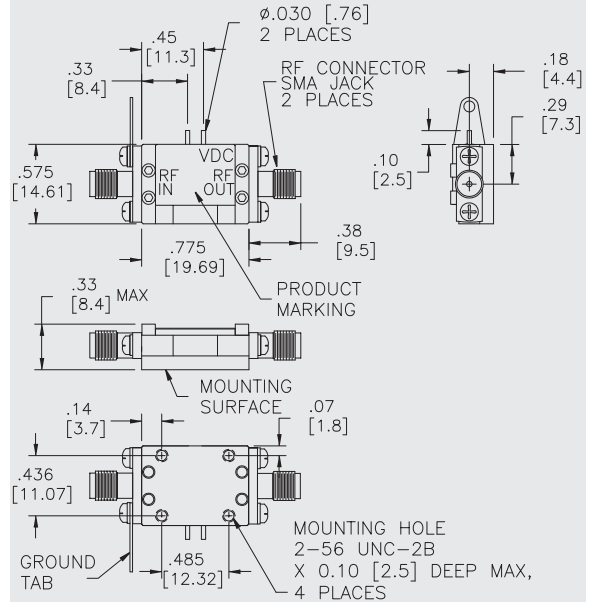 ø.030 [.76]
2 PLACES
.45
[11.3]
.33
[8.4]
RF CONNECTOR
SMA JACK
2 PLACES
.18
[4.4]
.29
[7.3]
.575
[14.61]
VDC
RF
IN
RF
OUT
.10
[2.5]
.775
[19.69]
.38
[9.5]
PRODUCT
MARKING
.33
[8.4] MAX
MOUNTING
SURFACE
.14
[3.7]
.07
[1.8]
.436
[11.07]
GROUND
TAB
.485
[12.32]
MOUNTING HOLE
2-56 UNC-2B
X 0.10 [2.5] DEEP MAX,
4 PLACES